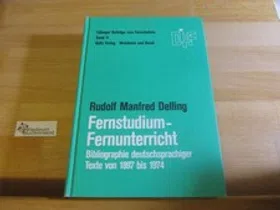 Tübinger Beiträge zum Fernstudium
Band 9
Beltz Verlag Weinheim und Basel
Rudolf Manfred Delling
Fernstudium-
Fernunterricht
Bibliographie deutschsprachiger
Texte von 1897 bis 1974